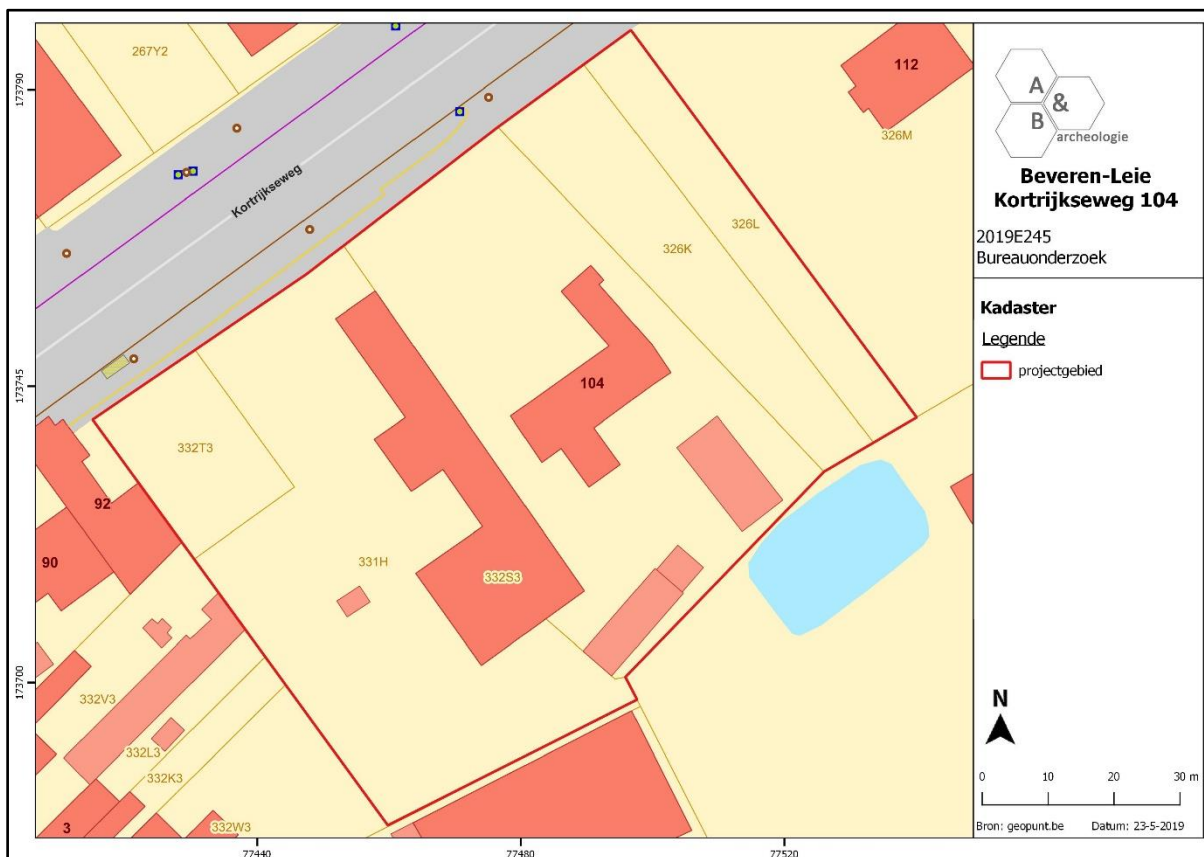 267Y2
112
326M
Kortrijkseweg
326L
326K
104
332T3
92
90
331H
332S3
332V3
332L3
332K3
3
332W3
173790
173745
173700
77440
77480
77520
A
&
B
archeologie
Beveren-Leie
Kortrijkseweg 104
2019E245
Bureauonderzoek
Kadaster
Legende
projectgebied
N
0 10 20 30 m
Bron: geopunt.be Datum: 23-5-2019